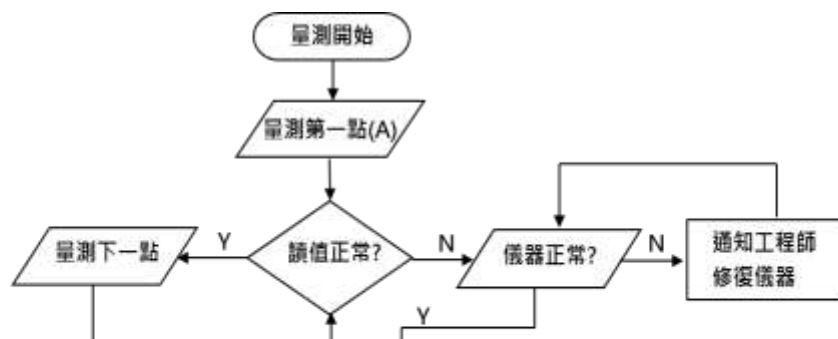 量測開始
量測第一點(A)
讀值正常?
Y
量測下一點
N
儀器正常?
N
通知工程師
修復儀器
Y